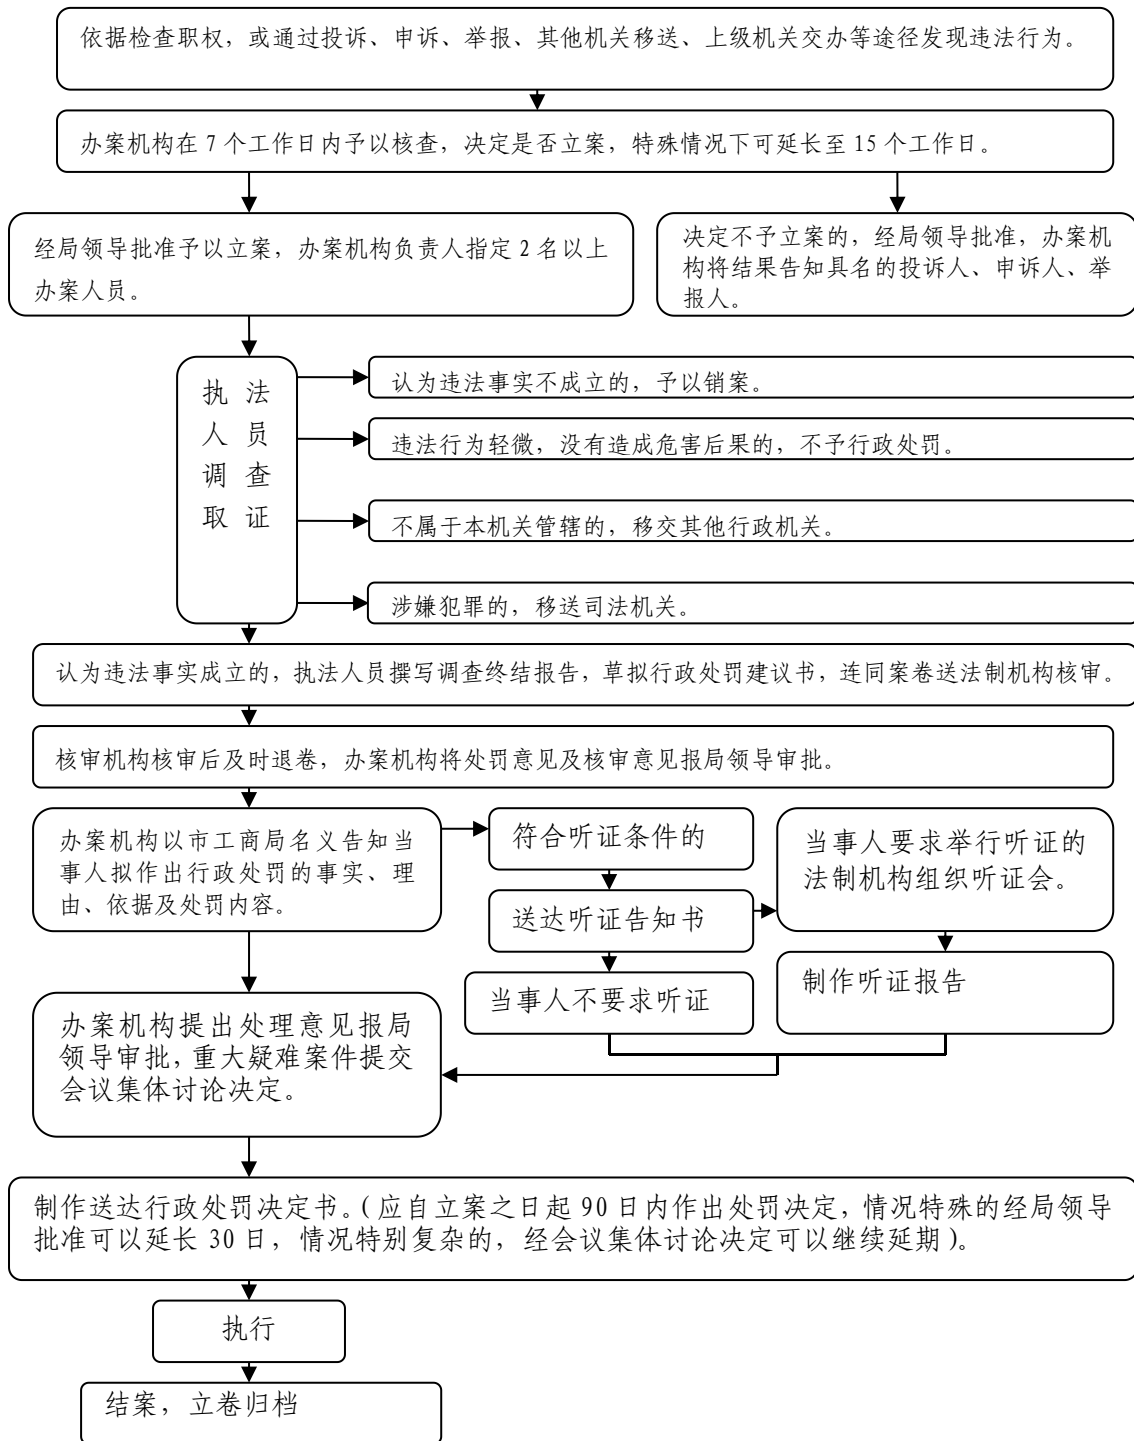 依据检查职权，或通过投诉、申诉、举报、其他机关移送、上级机关交办等途径发现违法行为。
办案机构在 7 个工作日内予以核查，决定是否立案，特殊情况下可延长至 15 个工作日。
经局领导批准予以立案，办案机构负责人指定 2 名以上
办案人员。
决定不予立案的，经局领导批准，办案机
构将结果告知具名的投诉人、申诉人、举
报人。
执 法
人 员
调 查
取 证
认为违法事实不成立的，予以销案。
违法行为轻微，没有造成危害后果的，不予行政处罚。
不属于本机关管辖的，移交其他行政机关。
涉嫌犯罪的，移送司法机关。
认为违法事实成立的，执法人员撰写调查终结报告，草拟行政处罚建议书，连同案卷送法制机构核审。
核审机构核审后及时退卷，办案机构将处罚意见及核审意见报局领导审批。
办案机构以市工商局名义告知当
事人拟作出行政处罚的事实、理
由、依据及处罚内容。
符合听证条件的
送达听证告知书
当事人不要求听证
当事人要求举行听证的
法制机构组织听证会。
制作听证报告
办案机构提出处理意见报局
领导审批，重大疑难案件提交
会议集体讨论决定。
制作送达行政处罚决定书。（应自立案之日起 90 日内作出处罚决定，情况特殊的经局领导
批准可以延长 30 日，情况特别复杂的，经会议集体讨论决定可以继续延期）。
执行
结案，立卷归档